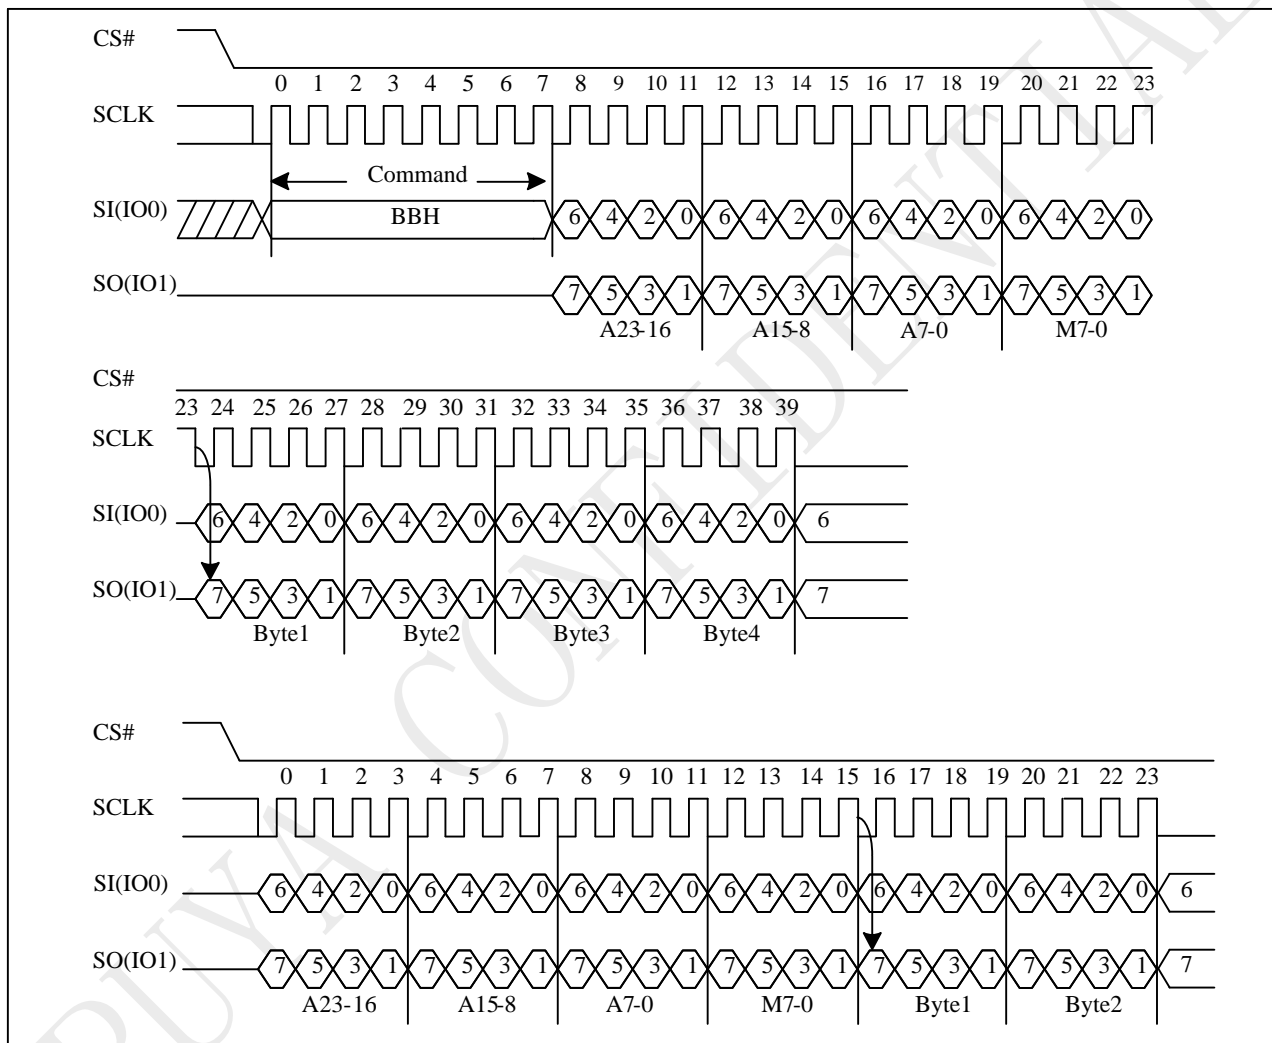 CS#
0 1 2 3 4 5 6 7 8 9 10 11 12 13 14 15 16 17 18 19 20 21 22 23
SCLK
Command
SI(IO0) BBH 6 4 2 0 6 4 2 0 6 4 2 0 6 4 2 0
SO(IO1) 7 5 3 1 7 5 3 1 7 5 3 1 7 5 3 1
A23-16 A15-8 A7-0 M7-0
CS#
23 24 25 26 27 28 29 30 31 32 33 34 35 36 37 38 39
SCLK
SI(IO0) 6 4 2 0 6 4 2 0 6 4 2 0 6 4 2 0 6
SO(IO1) 7 5 3 1 7 5 3 1 7 5 3 1 7 5 3 1 7
Byte1 Byte2 Byte3 Byte4
CS#
0 1 2 3 4 5 6 7 8 9 10 11 12 13 14 15 16 17 18 19 20 21 22 23
SCLK
SI(IO0) 6 4 2 0 6 4 2 0 6 4 2 0 6 4 2 0 6 4 2 0 6 4 2 0 6
SO(IO1) 7 5 3 1 7 5 3 1 7 5 3 1 7 5 3 1 7 5 3 1 7 5 3 1 7
A23-16 A15-8 A7-0 M7-0 Byte1 Byte2
PUYA CONFIDENTIAL